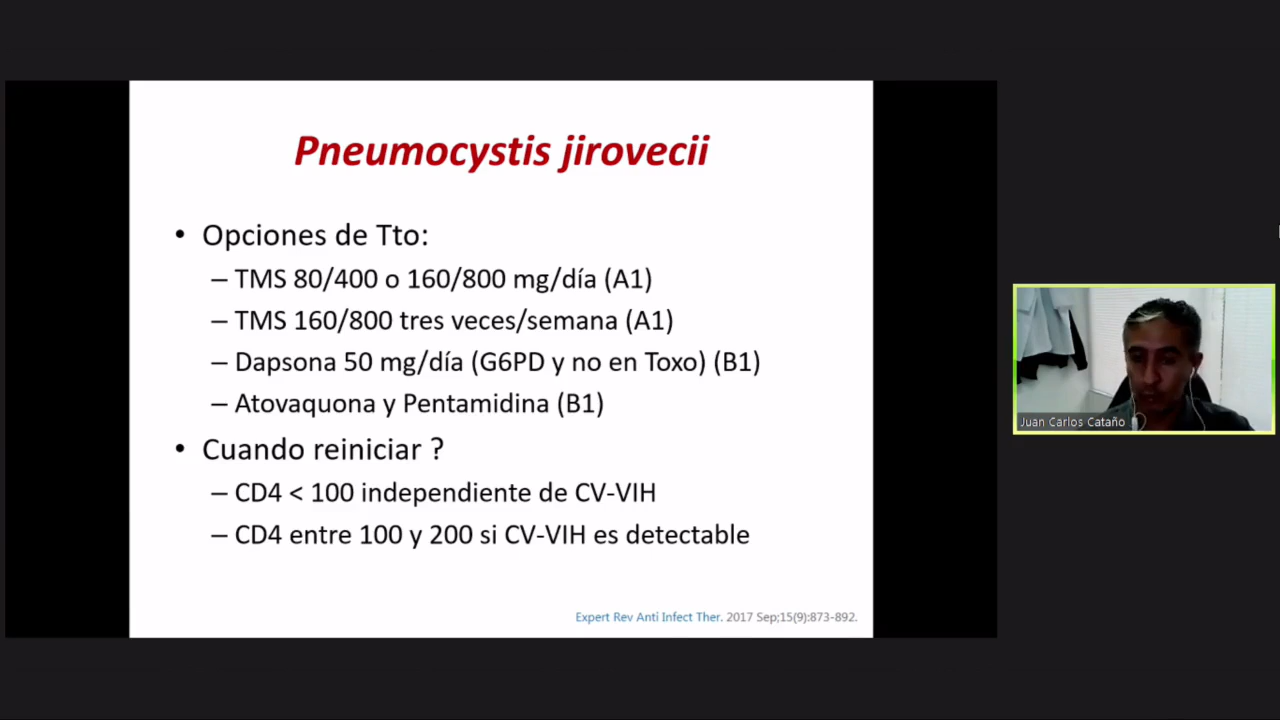 Pneumocystis jirovecii
• Opciones de Tto:
– TMS 80/400 o 160/800 mg/día (A1)
– TMS 160/800 tres veces/semana (A1)
– Dapsona 50 mg/día (G6PD y no en Toxo) (B1)
– Atovaquona y Pentamidina (B1)
• Cuando reiniciar ?
– CD4 < 100 independiente de CV-VIH
– CD4 entre 100 y 200 si CV-VIH es detectable
Expert Rev Anti Infect Ther. 2017 Sep;15(9):873-892.
Juan Carlos Cataño